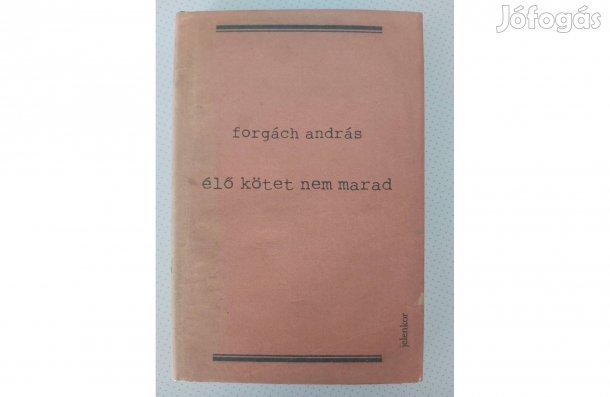 Jófogás
forgách andrás
élő kötet nem marad
jelenkor